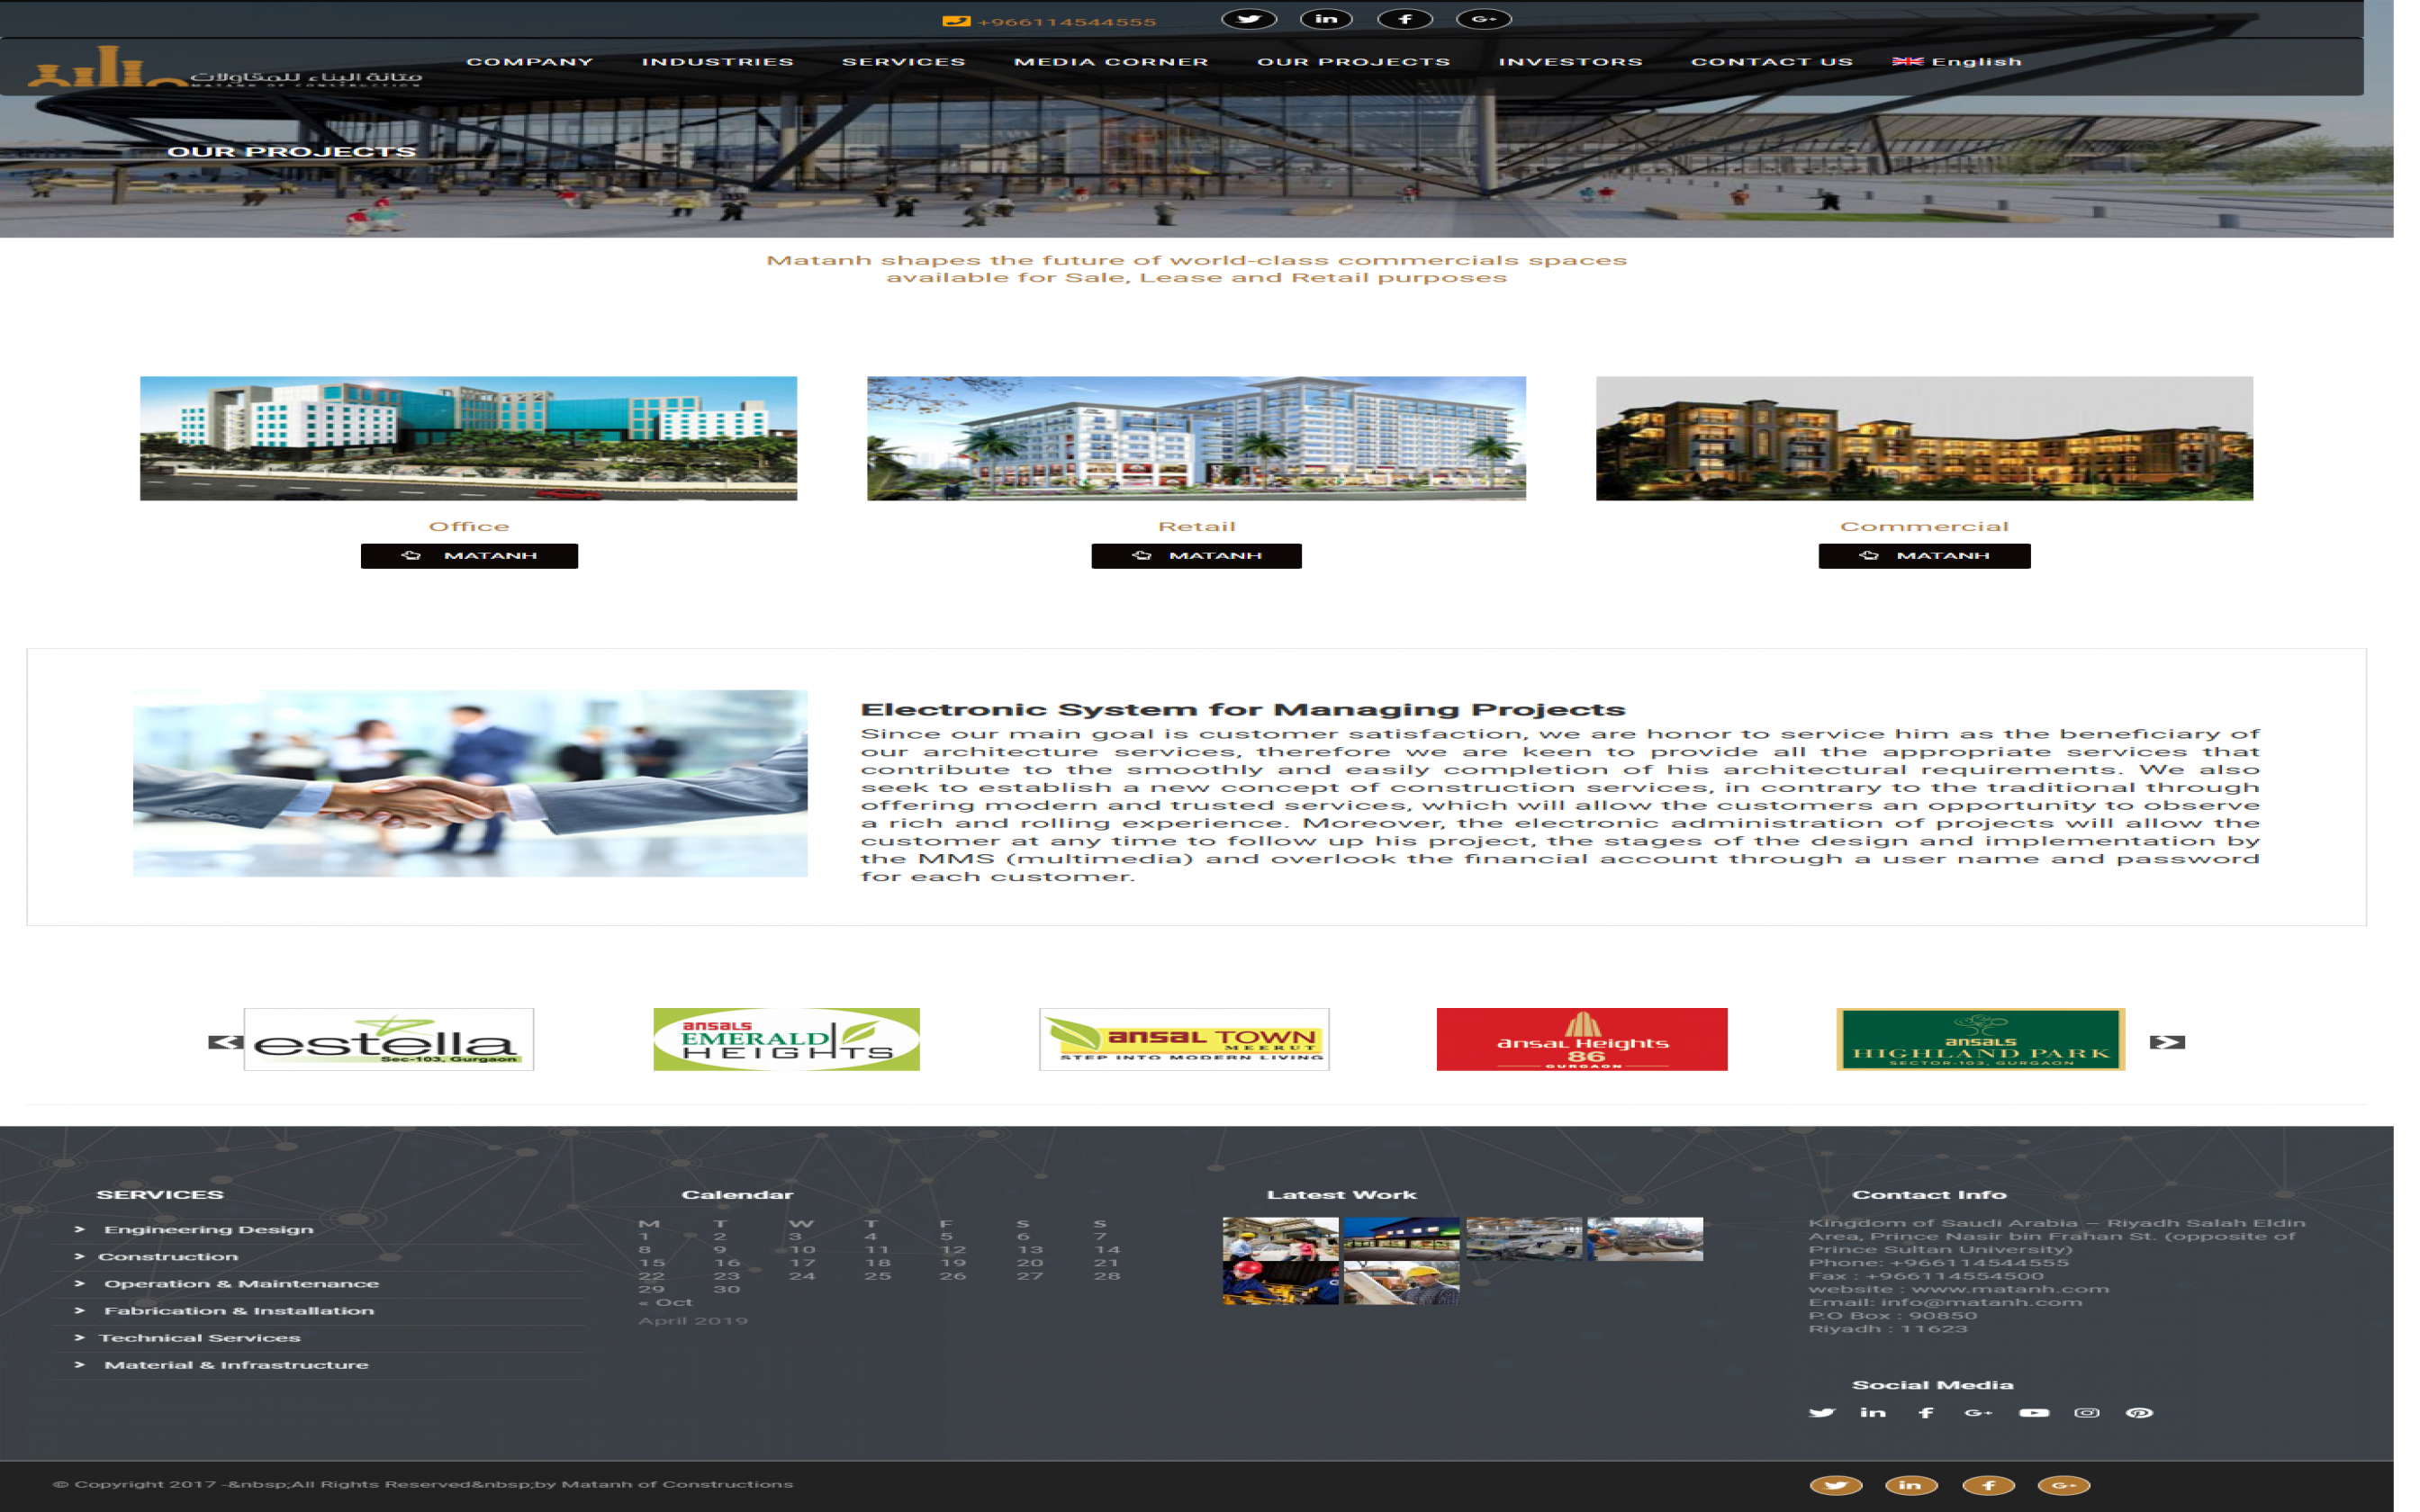 +966114544555
متانة البناء للمقاولات
MATANH OF CONSTRUCTION
COMPANY INDUSTRIES SERVICES MEDIA CORNER OUR PROJECTS INVESTORS CONTACT US English
OUR PROJECTS
Matanh shapes the future of world-class commercials spaces
available for Sale, Lease and Retail purposes
Office
MATANH
Retail
MATANH
Commercial
MATANH
Electronic System for Managing Projects
Since our main goal is customer satisfaction, we are honor to service him as the beneficiary of
our architecture services, therefore we are keen to provide all the appropriate services that
contribute to the smoothly and easily completion of his architectural requirements. We also
seek to establish a new concept of construction services, in contrary to the traditional through
offering modern and trusted services, which will allow the customers an opportunity to observe
a rich and rolling experience. Moreover, the electronic administration of projects will allow the
customer at any time to follow up his project, the stages of the design and implementation by
the MMS (multimedia) and overlook the financial account through a user name and password
for each customer.
estella
Sec-103, Gurgaon
ansals
EMERALD
HEIGHTS
ansal TOWN
MEERUT
STEP INTO MODERN LIVING
ansal Heights
86
GURGAON
ansals
HIGHLAND PARK
SECTOR-103, GURGAON
SERVICES
Engineering Design
Construction
Operation & Maintenance
Fabrication & Installation
Technical Services
Material & Infrastructure
Calendar
M T W T F S S
1 2 3 4 5 6 7
8 9 10 11 12 13 14
15 16 17 18 19 20 21
22 23 24 25 26 27 28
29 30
« Oct
April 2019
Latest Work
Contact Info
Kingdom of Saudi Arabia – Riyadh Salah Eldin
Area, Prince Nasir bin Frahan St. (opposite of
Prince Sultan University)
Phone: +966114544555
Fax : +966114554500
website : www.matanh.com
Email: info@matanh.com
P.O Box : 90850
Riyadh : 11623
Social Media
© Copyright 2017 -&nbsp;All Rights Reserved&nbsp;by Matanh of Constructions